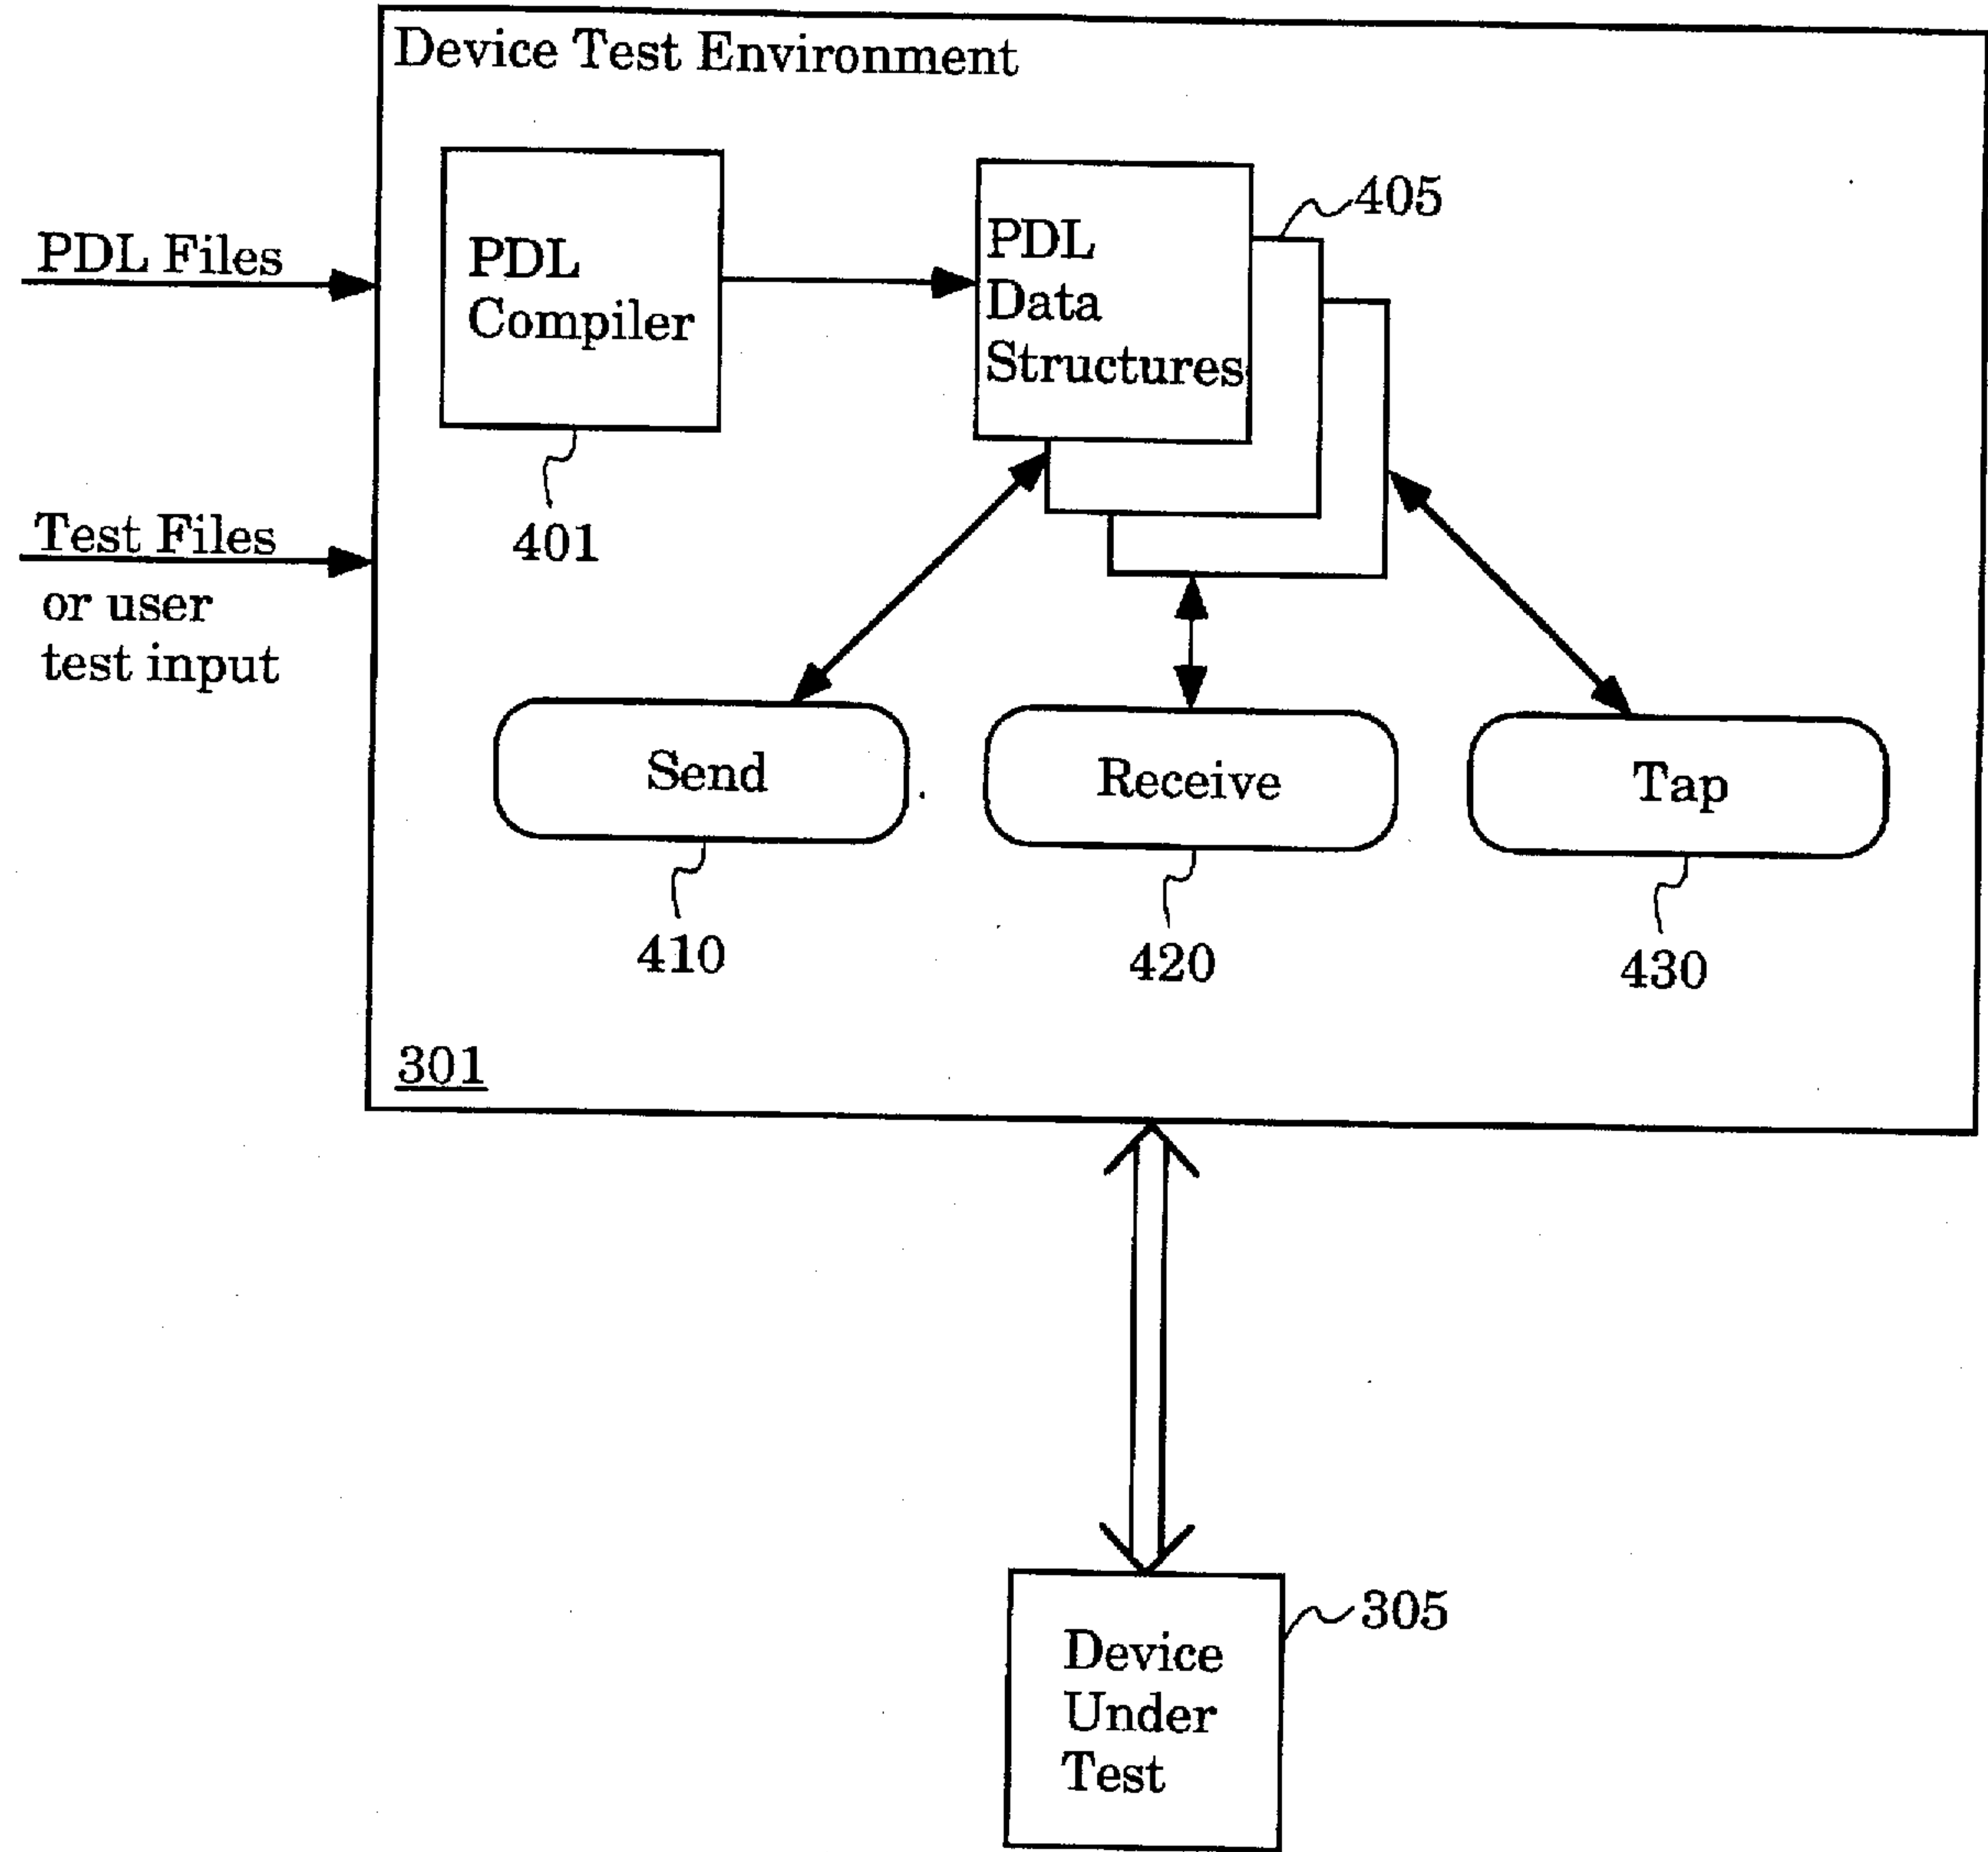 Device Test Environment
PDL Files
PDL
Compiler
401
PDL
Data
Structures
405
Test Files
or user
test input
Send
410
Receive
420
Tap
430
301
Device
Under
Test
305